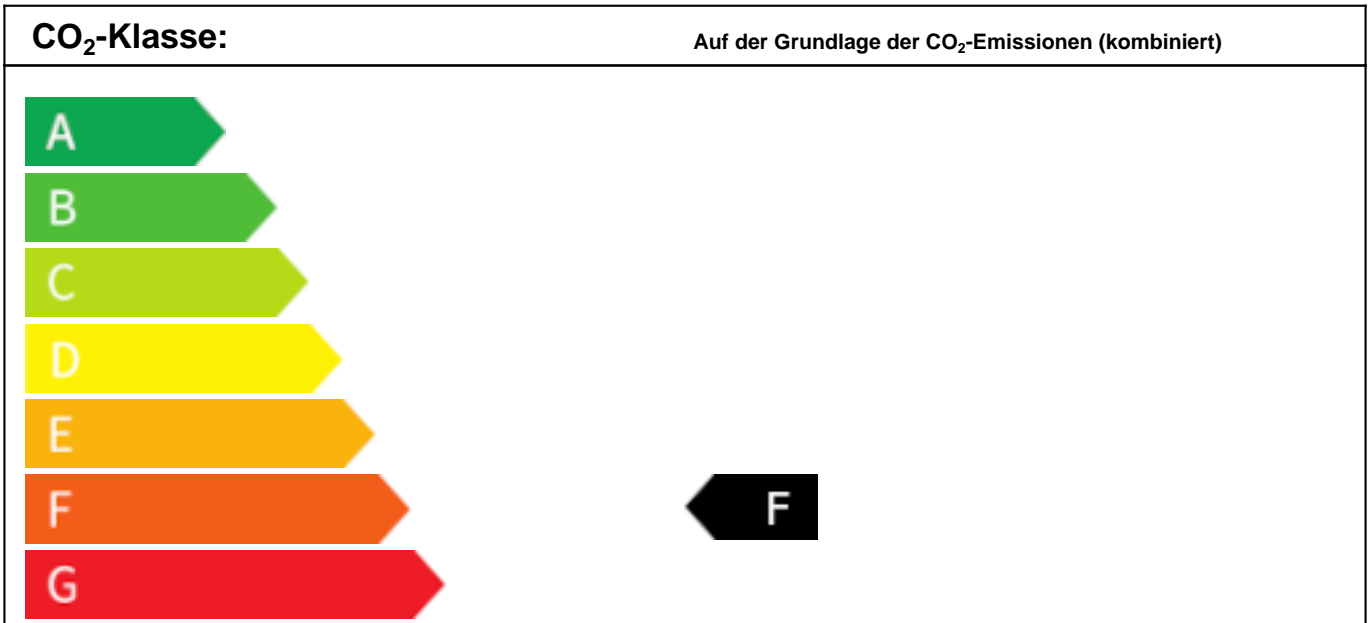 CO₂-Klasse:
Auf der Grundlage der CO₂-Emissionen (kombiniert)
A
B
C
D
E
F
F
G